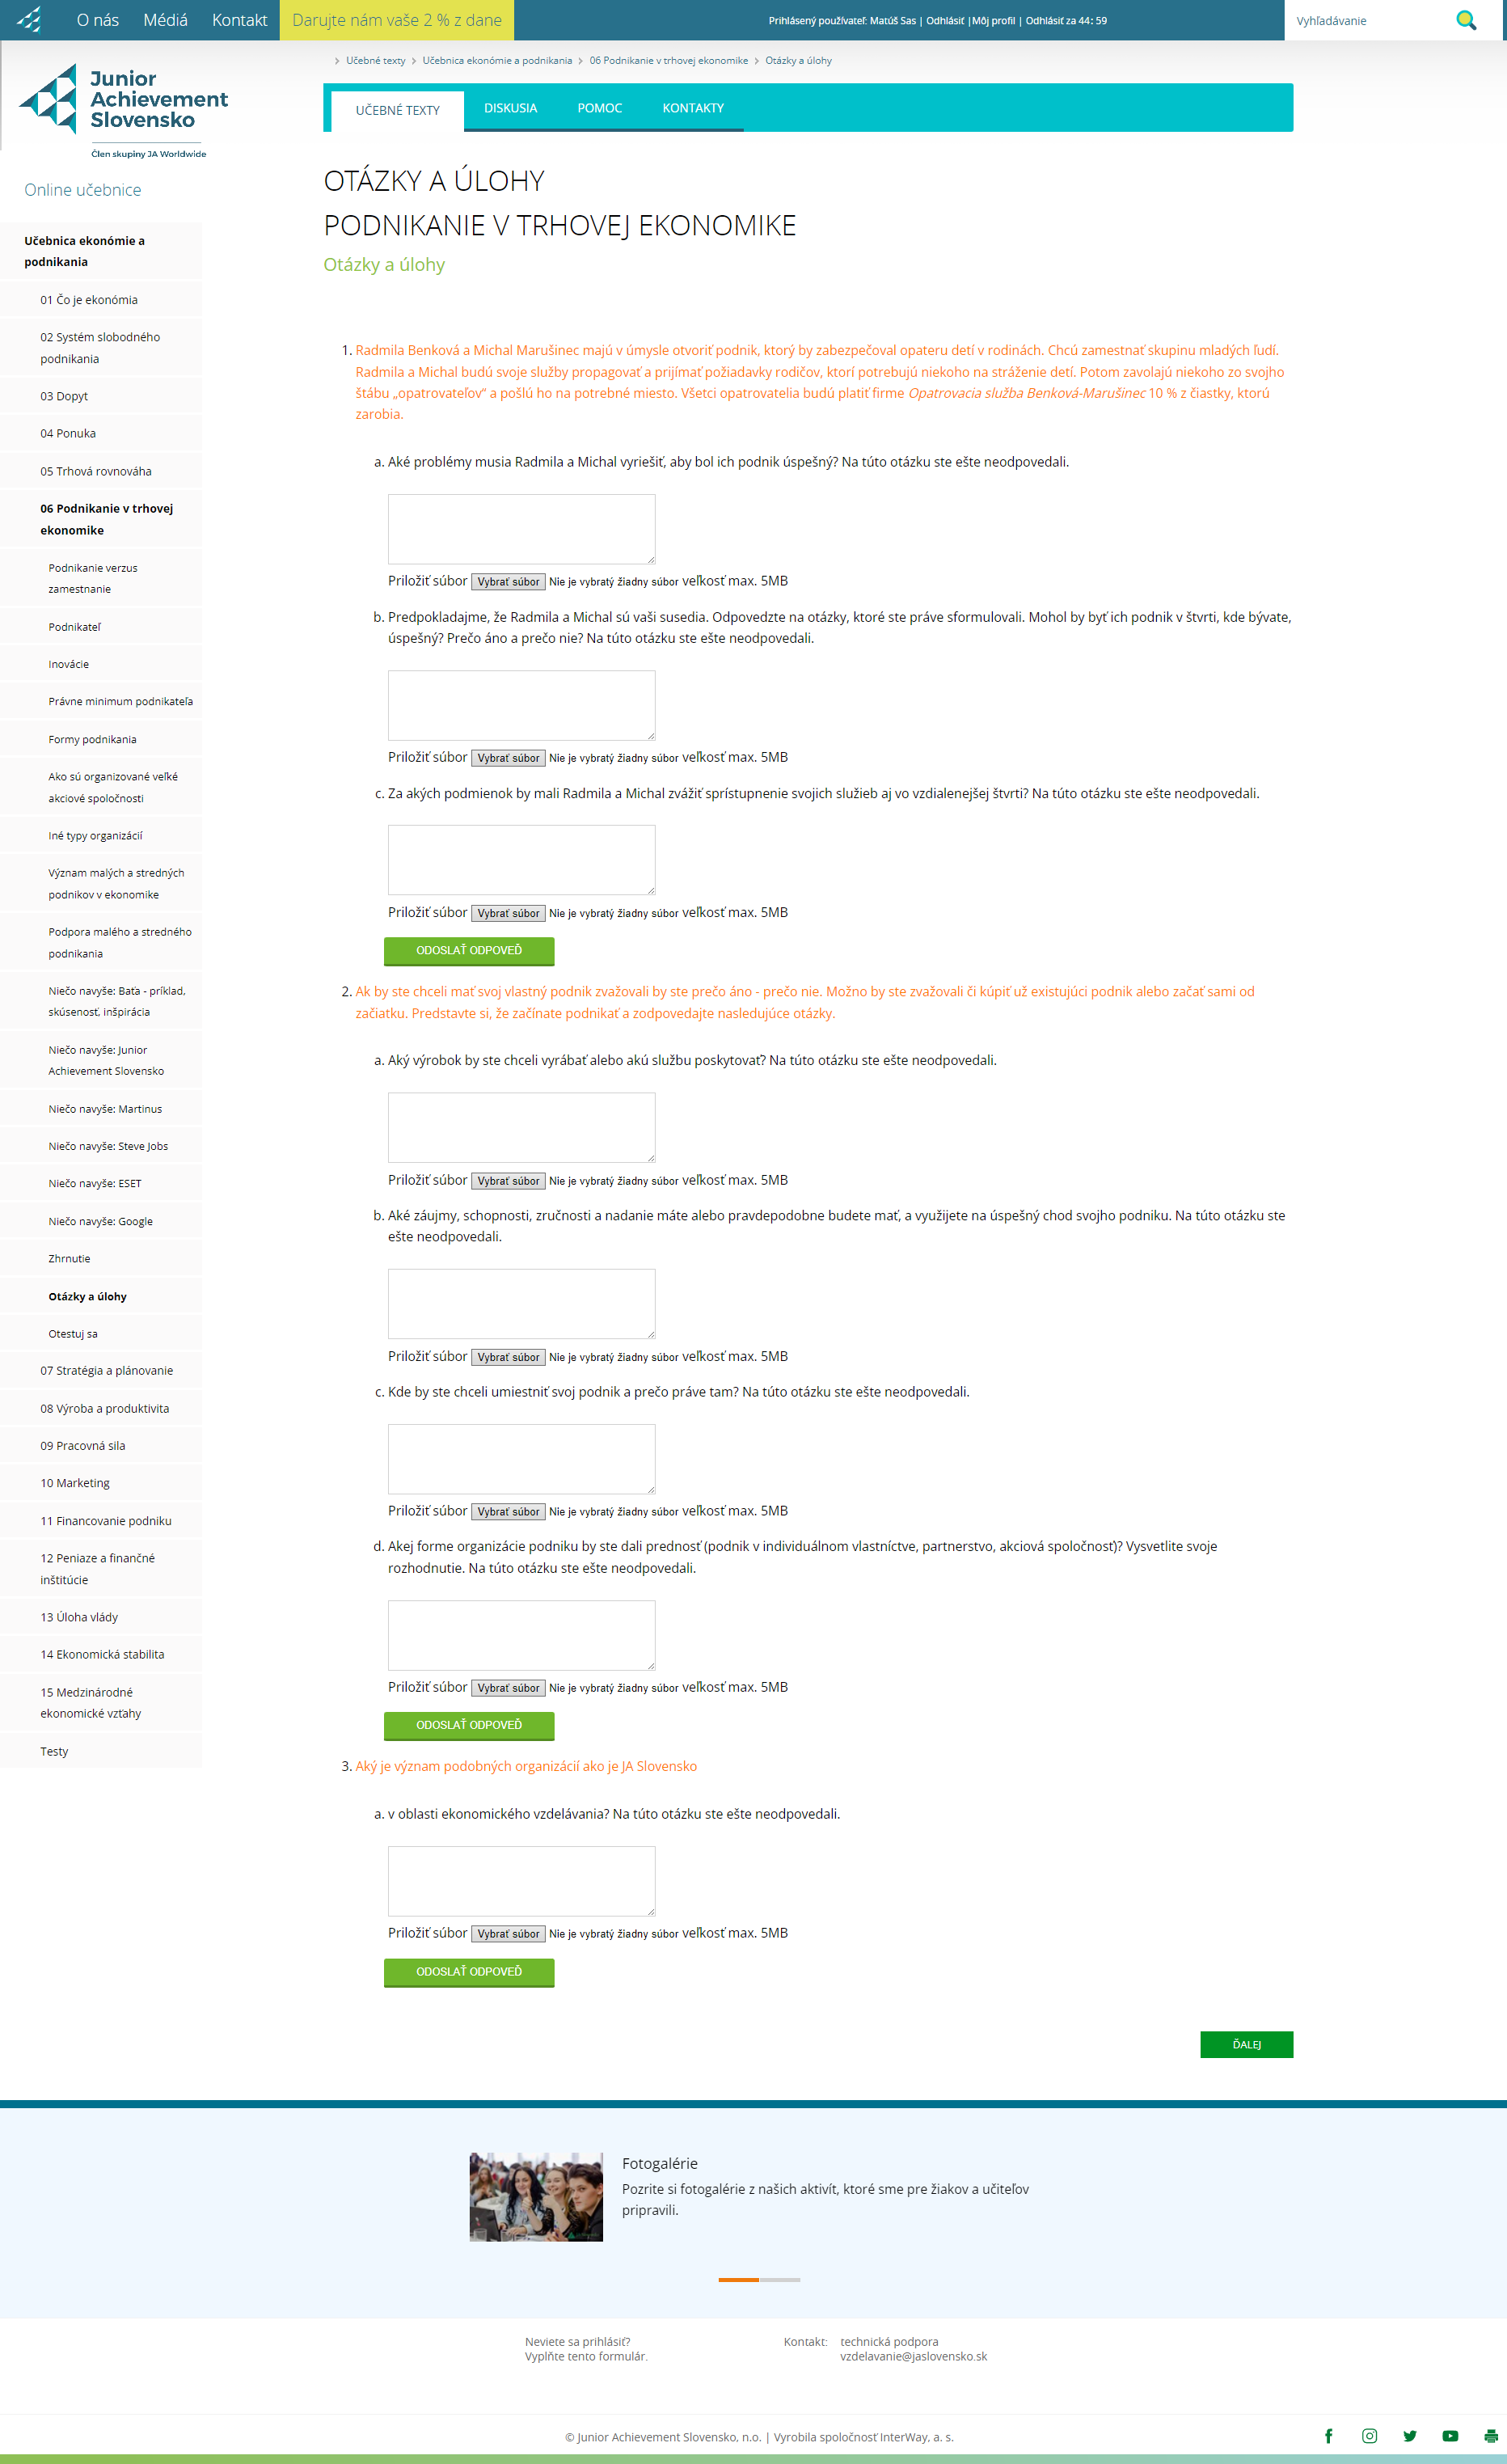 O nás Médiá Kontakt Darujte nám vaše 2 % z dane Prihlásený používateľ: Matúš Sas | Odhlásiť |Môj profil | Odhlásiť za 44: 59 Vyhľadávanie
Učebné texty Učebnica ekonómie a podnikania 06 Podnikanie v trhovej ekonomike Otázky a úlohy
Junior
Achievement
Slovensko
Člen skupiny JA Worldwide
UČEBNÉ TEXTY DISKUSIA POMOC KONTAKTY
Online učebnice
Učebnica ekonómie a
podnikania
01 Čo je ekonómia
02 Systém slobodného
podnikania
03 Dopyt
04 Ponuka
05 Trhová rovnováha
06 Podnikanie v trhovej
ekonomike
Podnikanie verzus
zamestnanie
Podnikateľ
Inovácie
Právne minimum podnikateľa
Formy podnikania
Ako sú organizované veľké
akciové spoločnosti
Iné typy organizácií
Význam malých a stredných
podnikov v ekonomike
Podpora malého a stredného
podnikania
Niečo navyše: Baťa - príklad,
skúsenosť, inšpirácia
Niečo navyše: Junior
Achievement Slovensko
Niečo navyše: Martinus
Niečo navyše: Steve Jobs
Niečo navyše: ESET
Niečo navyše: Google
Zhrnutie
Otázky a úlohy
Otestuj sa
07 Stratégia a plánovanie
08 Výroba a produktivita
09 Pracovná sila
10 Marketing
11 Financovanie podniku
12 Peniaze a finančné
inštitúcie
13 Úloha vlády
14 Ekonomická stabilita
15 Medzinárodné
ekonomické vzťahy
Testy
OTÁZKY A ÚLOHY
PODNIKANIE V TRHOVEJ EKONOMIKE
Otázky a úlohy
1. Radmila Benková a Michal Marušinec majú v úmysle otvoriť podnik, ktorý by zabezpečoval opateru detí v rodinách. Chcú zamestnať skupinu mladých ľudí.
Radmila a Michal budú svoje služby propagovať a prijímať požiadavky rodičov, ktorí potrebujú niekoho na stráženie detí. Potom zavolajú niekoho zo svojho
štábu „opatrovateľov“ a pošlú ho na potrebné miesto. Všetci opatrovatelia budú platiť firme Opatrovacia služba Benková-Marušinec 10 % z čiastky, ktorú
zarobia.
a. Aké problémy musia Radmila a Michal vyriešiť, aby bol ich podnik úspešný? Na túto otázku ste ešte neodpovedali.
Priložiť súbor Vybrať súbor Nie je vybratý žiadny súbor veľkosť max. 5MB
b. Predpokladajme, že Radmila a Michal sú vaši susedia. Odpovedzte na otázky, ktoré ste práve sformulovali. Mohol by byť ich podnik v štvrti, kde bývate,
úspešný? Prečo áno a prečo nie? Na túto otázku ste ešte neodpovedali.
Priložiť súbor Vybrať súbor Nie je vybratý žiadny súbor veľkosť max. 5MB
c. Za akých podmienok by mali Radmila a Michal zvážiť sprístupnenie svojich služieb aj vo vzdialenejšej štvrti? Na túto otázku ste ešte neodpovedali.
Priložiť súbor Vybrať súbor Nie je vybratý žiadny súbor veľkosť max. 5MB
ODOSLAŤ ODPOVEĎ
2. Ak by ste chceli mať svoj vlastný podnik zvažovali by ste prečo áno - prečo nie. Možno by ste zvažovali či kúpiť už existujúci podnik alebo začať sami od
začiatku. Predstavte si, že začínate podnikať a zodpovedajte nasledujúce otázky.
a. Aký výrobok by ste chceli vyrábať alebo akú službu poskytovať? Na túto otázku ste ešte neodpovedali.
Priložiť súbor Vybrať súbor Nie je vybratý žiadny súbor veľkosť max. 5MB
b. Aké záujmy, schopnosti, zručnosti a nadanie máte alebo pravdepodobne budete mať, a využijete na úspešný chod svojho podniku. Na túto otázku ste
ešte neodpovedali.
Priložiť súbor Vybrať súbor Nie je vybratý žiadny súbor veľkosť max. 5MB
c. Kde by ste chceli umiestniť svoj podnik a prečo práve tam? Na túto otázku ste ešte neodpovedali.
Priložiť súbor Vybrať súbor Nie je vybratý žiadny súbor veľkosť max. 5MB
d. Akej forme organizácie podniku by ste dali prednosť (podnik v individuálnom vlastníctve, partnerstvo, akciová spoločnosť)? Vysvetlite svoje
rozhodnutie. Na túto otázku ste ešte neodpovedali.
Priložiť súbor Vybrať súbor Nie je vybratý žiadny súbor veľkosť max. 5MB
ODOSLAŤ ODPOVEĎ
3. Aký je význam podobných organizácií ako je JA Slovensko
a. v oblasti ekonomického vzdelávania? Na túto otázku ste ešte neodpovedali.
Priložiť súbor Vybrať súbor Nie je vybratý žiadny súbor veľkosť max. 5MB
ODOSLAŤ ODPOVEĎ
ĎALEJ
Fotogalérie
Pozrite si fotogalérie z našich aktivít, ktoré sme pre žiakov a učiteľov
pripravili.
Neviete sa prihlásiť? Kontakt: technická podpora
Vyplňte tento formulár. vzdelavanie@jaslovensko.sk
© Junior Achievement Slovensko, n.o. | Vyrobila spoločnosť InterWay, a. s.